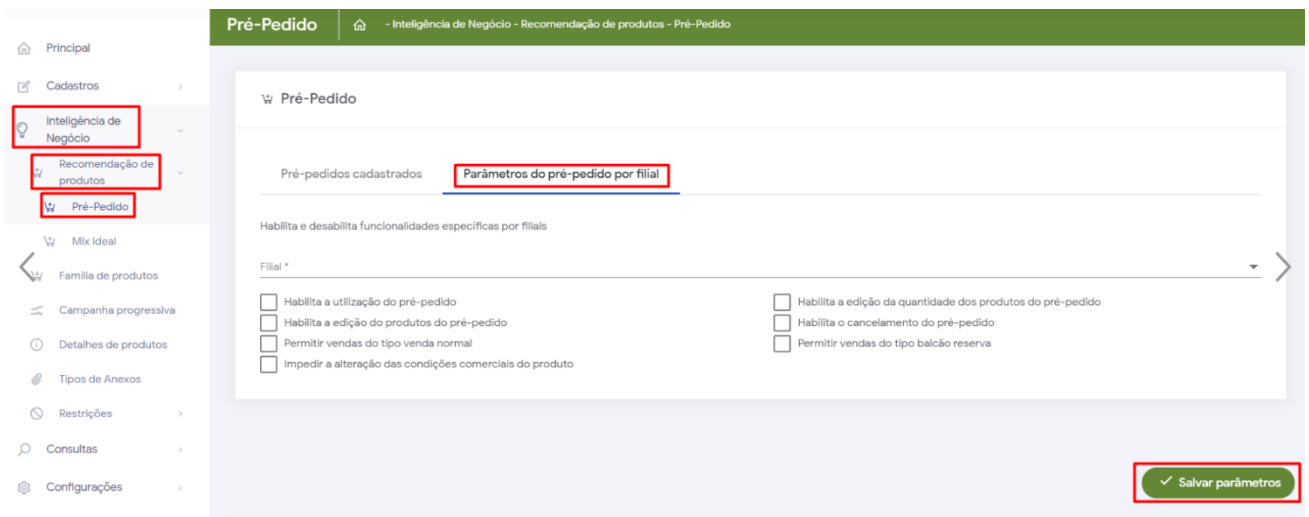 Pré-Pedido
- Inteligência de Negócio - Recomendação de produtos - Pré-Pedido
Principal
Cadastros
Inteligência de
Negócio
Recomendação de
produtos
Pré-Pedido
Mix Ideal
Família de produtos
Campanha progressiva
Detalhes de produtos
Tipos de Anexos
Restrições
Consultas
Configurações
Pré-Pedido
Pré-pedidos cadastrados
Parâmetros do pré-pedido por filial
Habilita e desabilita funcionalidades específicas por filiais
Filial *
Habilita a utilização do pré-pedido
Habilita a edição da quantidade dos produtos do pré-pedido
Habilita a edição do produtos do pré-pedido
Habilita o cancelamento do pré-pedido
Permitir vendas do tipo venda normal
Permitir vendas do tipo balcão reserva
Impedir a alteração das condições comerciais do produto
Salvar parâmetros